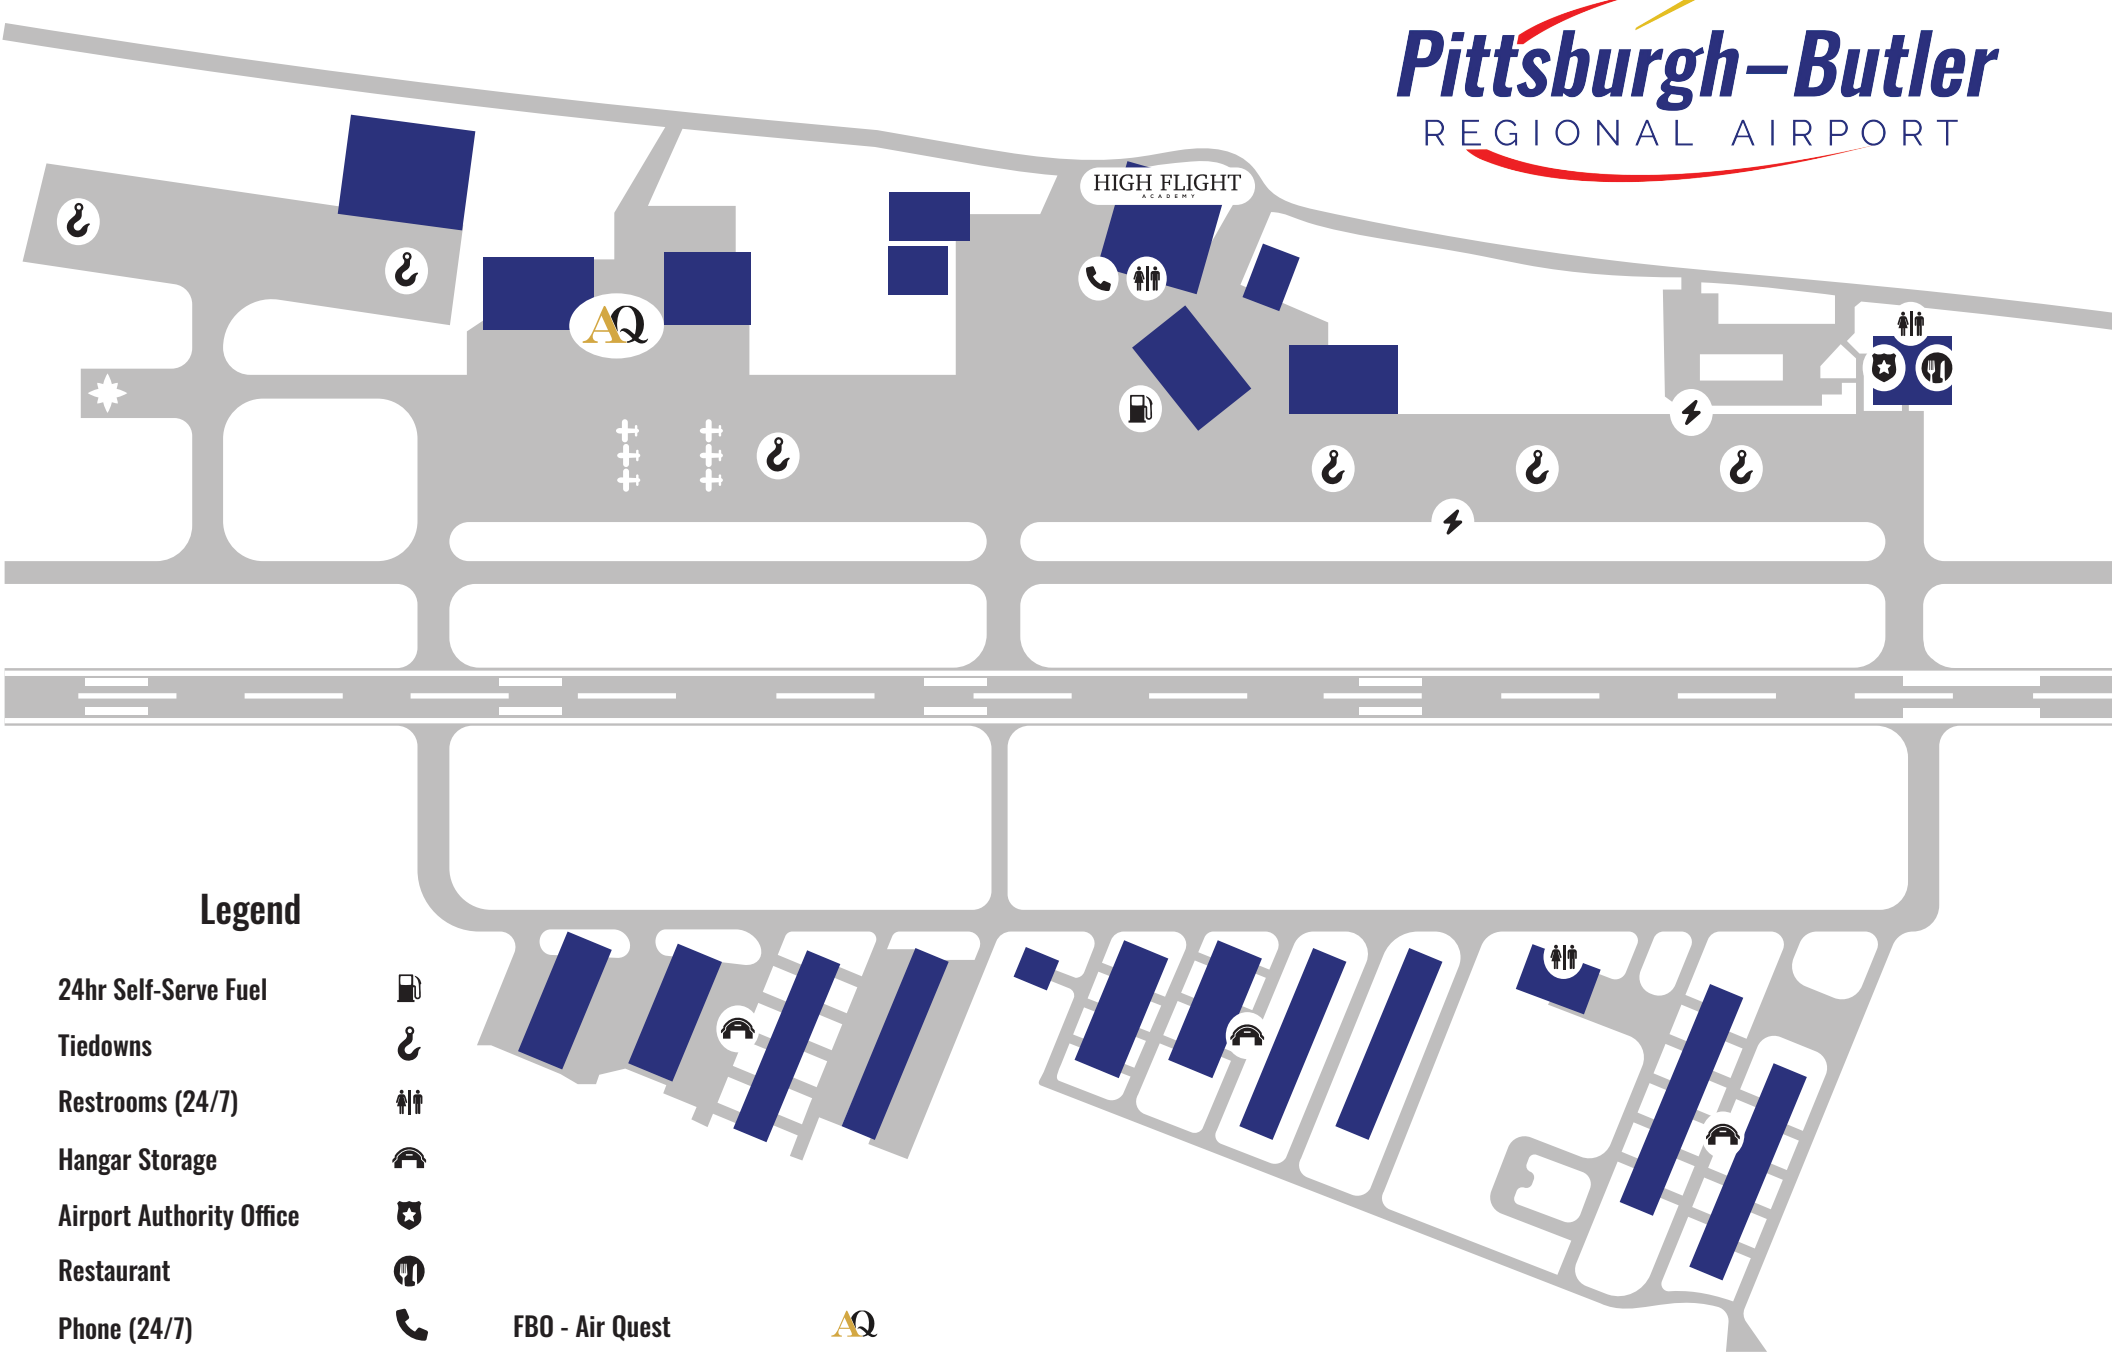 Pittsburgh–Butler
REGIONAL AIRPORT
HIGH FLIGHT
ACADEMY
AQ
Legend
24hr Self-Serve Fuel
Tiedowns
Restrooms (24/7)
Hangar Storage
Airport Authority Office
Restaurant
Phone (24/7)
FBO - Air Quest AQ